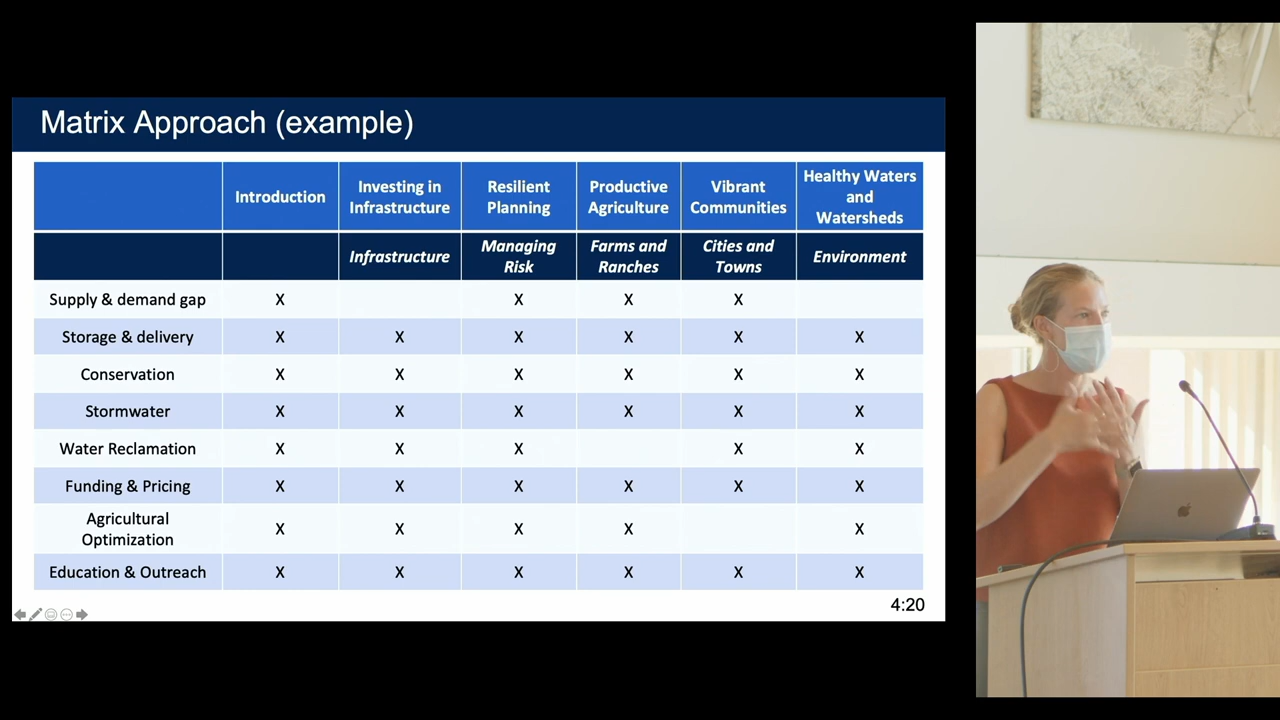 Matrix Approach (example)
Introduction
Investing in
Infrastructure
Resilient
Planning
Productive
Agriculture
Vibrant
Communities
Healthy Waters
and
Watersheds
Infrastructure
Managing
Risk
Farms and
Ranches
Cities and
Towns
Environment
Supply & demand gap X X X X
Storage & delivery X X X X X X
Conservation X X X X X X
Stormwater X X X X X X
Water Reclamation X X X X X
Funding & Pricing X X X X X X
Agricultural
Optimization X X X X X
Education & Outreach X X X X X X
4:20